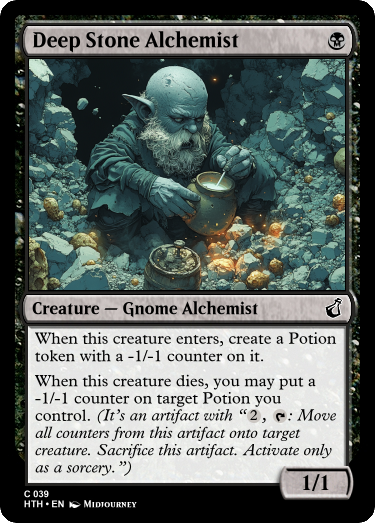 Deep Stone Alchemist
Creature — Gnome Alchemist
When this creature enters, create a Potion
token with a -1/-1 counter on it.
When this creature dies, you may put a
-1/-1 counter on target Potion you
control. (It's an artifact with “2, : Move
all counters from this artifact onto target
creature. Sacrifice this artifact. Activate only
as a sorcery.”)
1/1
C 039
HTH • EN Midjourney